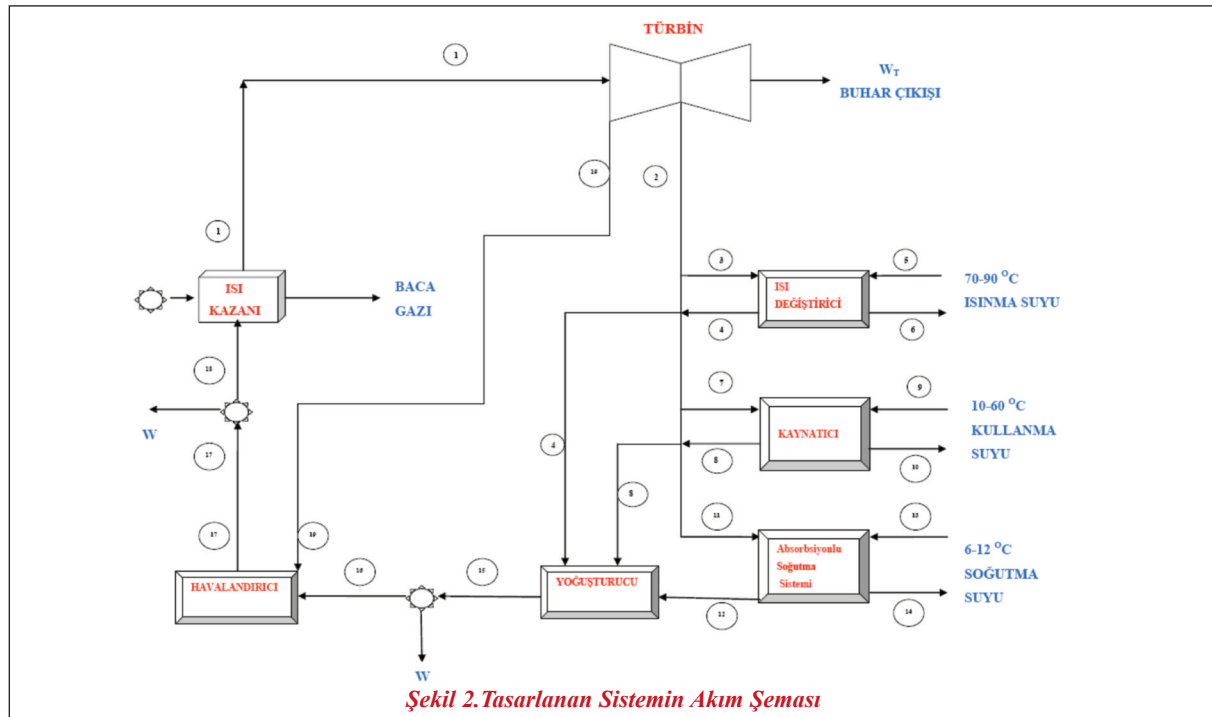 TÜRBİN
1
W_T
BUHAR ÇIKIŞI
19
2
1
3
5
ISI
DEĞİŞTİRİCİ
70-90 °C
ISINMA SUYU
ISI
KAZANI
BACA
GAZI
4
6
18
7
9
KAYNATICI
10-60 °C
KULLANMA
SUYU
W
4
8
10
17
8
11
13
17
19
Absorbsiyonlu
Soğutma
Sistemi
6-12 °C
SOĞUTMA
SUYU
HAVALANDIRICI
16
15
YOĞUŞTURUCU
12
14
W
Şekil 2.Tasarlanan Sistemin Akım Şeması